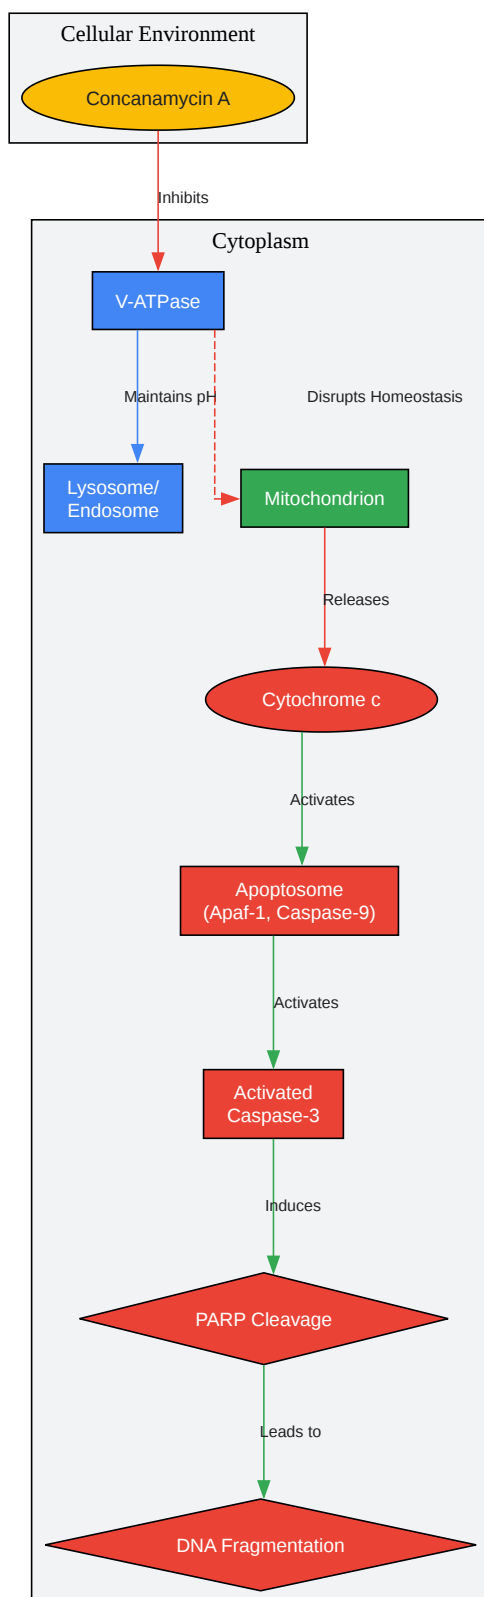 Cellular Environment
Concanamycin A
Inhibits
Cytoplasm
V-ATPase
Maintains pH
Disrupts Homeostasis
Lysosome/
Endosome
Mitochondrion
Releases
Cytochrome c
Activates
Apoptosome
(Apaf-1, Caspase-9)
Activates
Activated
Caspase-3
Induces
PARP Cleavage
Leads to
DNA Fragmentation